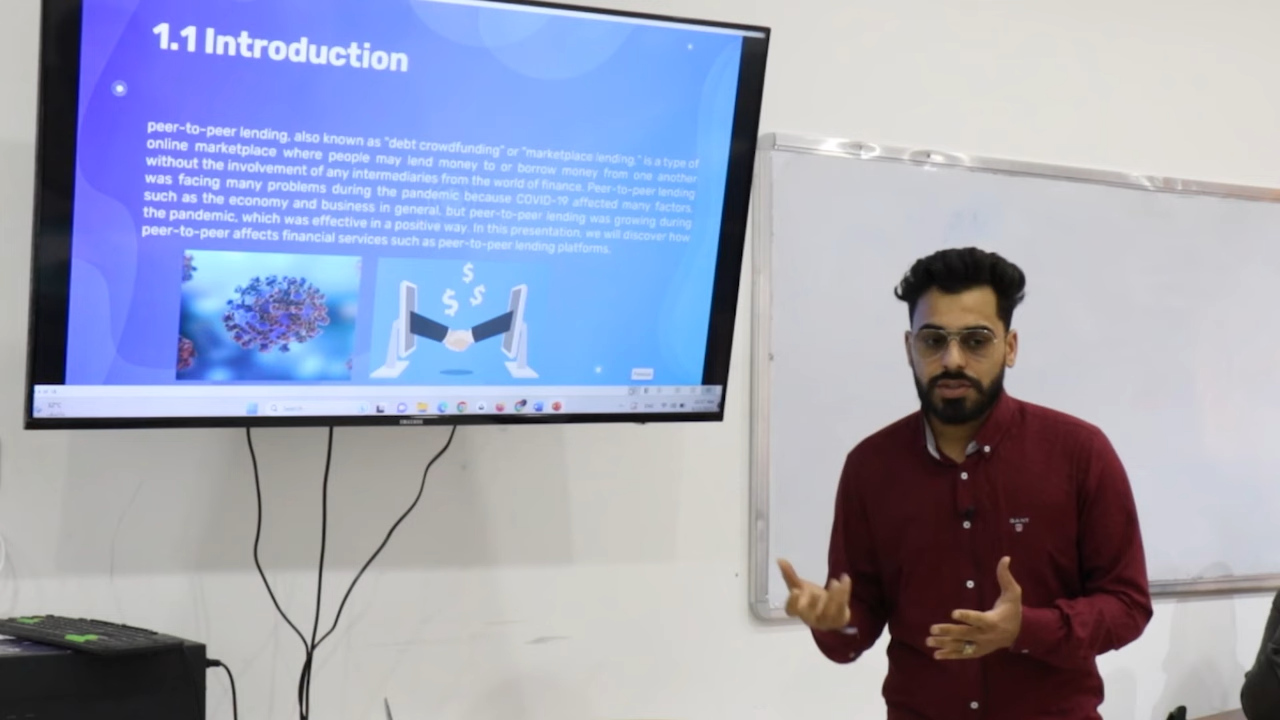 1.1 Introduction
peer-to-peer lending, also known as "debt crowdfunding" or "marketplace lending," is a type of
online marketplace where people may lend money to or borrow money from one another
without the involvement of any intermediaries from the world of finance. Peer-to-peer lending
was facing many problems during the pandemic because COVID-19 affected many factors,
such as the economy and business in general, but peer-to-peer lending was growing during
the pandemic, which was effective in a positive way. In this presentation, we will discover how
peer-to-peer affects financial services such as peer-to-peer lending platforms.
$
$ $
Search
GANT